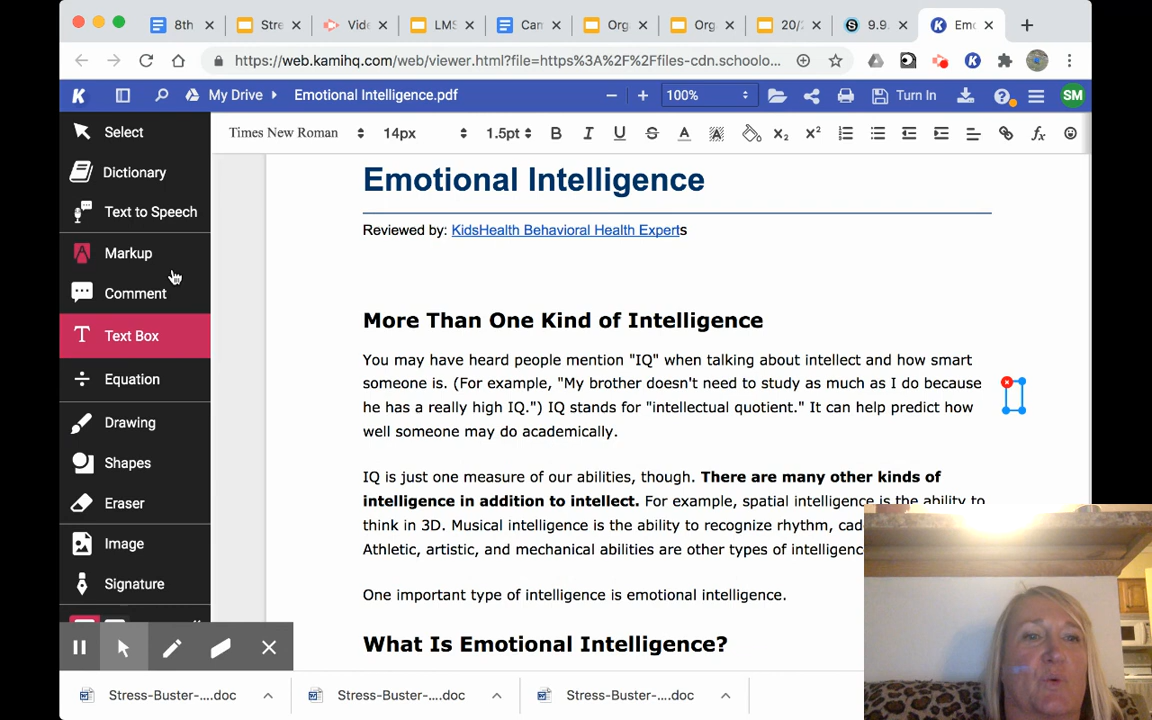 8th
Stre
Vide
LMS
Can
Orga
Orga
20/2
9.9.
Emo
https://web.kamihq.com/web/viewer.html?file=https%3A%2F%2Ffiles-cdn.schoolo...
My Drive
Emotional Intelligence.pdf
100%
Turn In
SM
Select
Times New Roman
14px
1.5pt
B I U S A A X₂ X²
Dictionary
Text to Speech
Markup
Comment
Text Box
Equation
Drawing
Shapes
Eraser
Image
Signature
Emotional Intelligence
Reviewed by: KidsHealth Behavioral Health Experts
More Than One Kind of Intelligence
You may have heard people mention "IQ" when talking about intellect and how smart
someone is. (For example, "My brother doesn't need to study as much as I do because
he has a really high IQ.") IQ stands for "intellectual quotient." It can help predict how
well someone may do academically.
IQ is just one measure of our abilities, though. There are many other kinds of
intelligence in addition to intellect. For example, spatial intelligence is the ability to
think in 3D. Musical intelligence is the ability to recognize rhythm, cad
Athletic, artistic, and mechanical abilities are other types of intelligenc
One important type of intelligence is emotional intelligence.
What Is Emotional Intelligence?
Stress-Buster-....doc
Stress-Buster-....doc
Stress-Buster-....doc